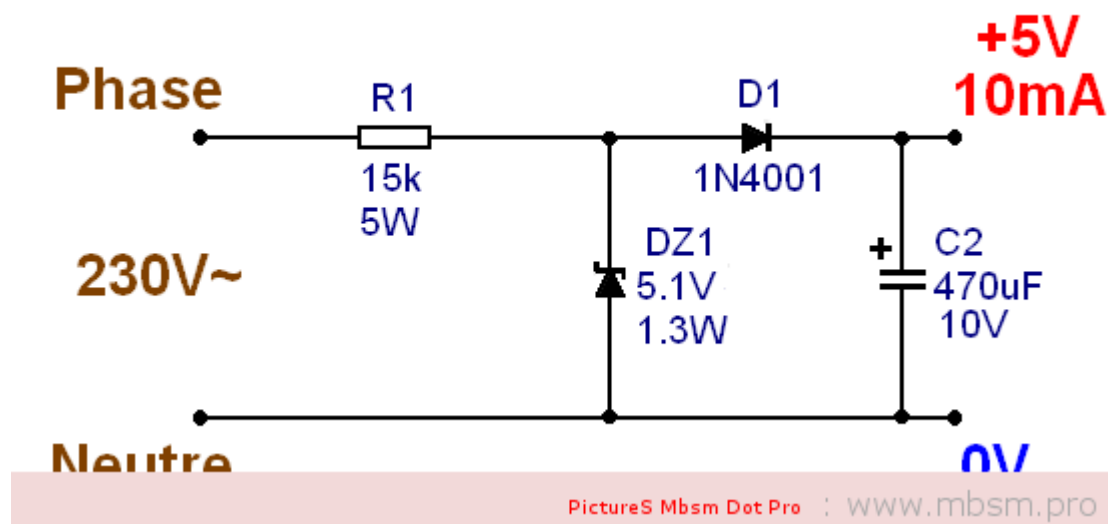 +5V
Phase
10mA
R1
D1
15k
5W
1N4001
230V~
DZ1
5.1V
1.3W
+
C2
470uF
10V
Neutre
0V
PictureS Mbsm Dot Pro : www.mbsm.pro